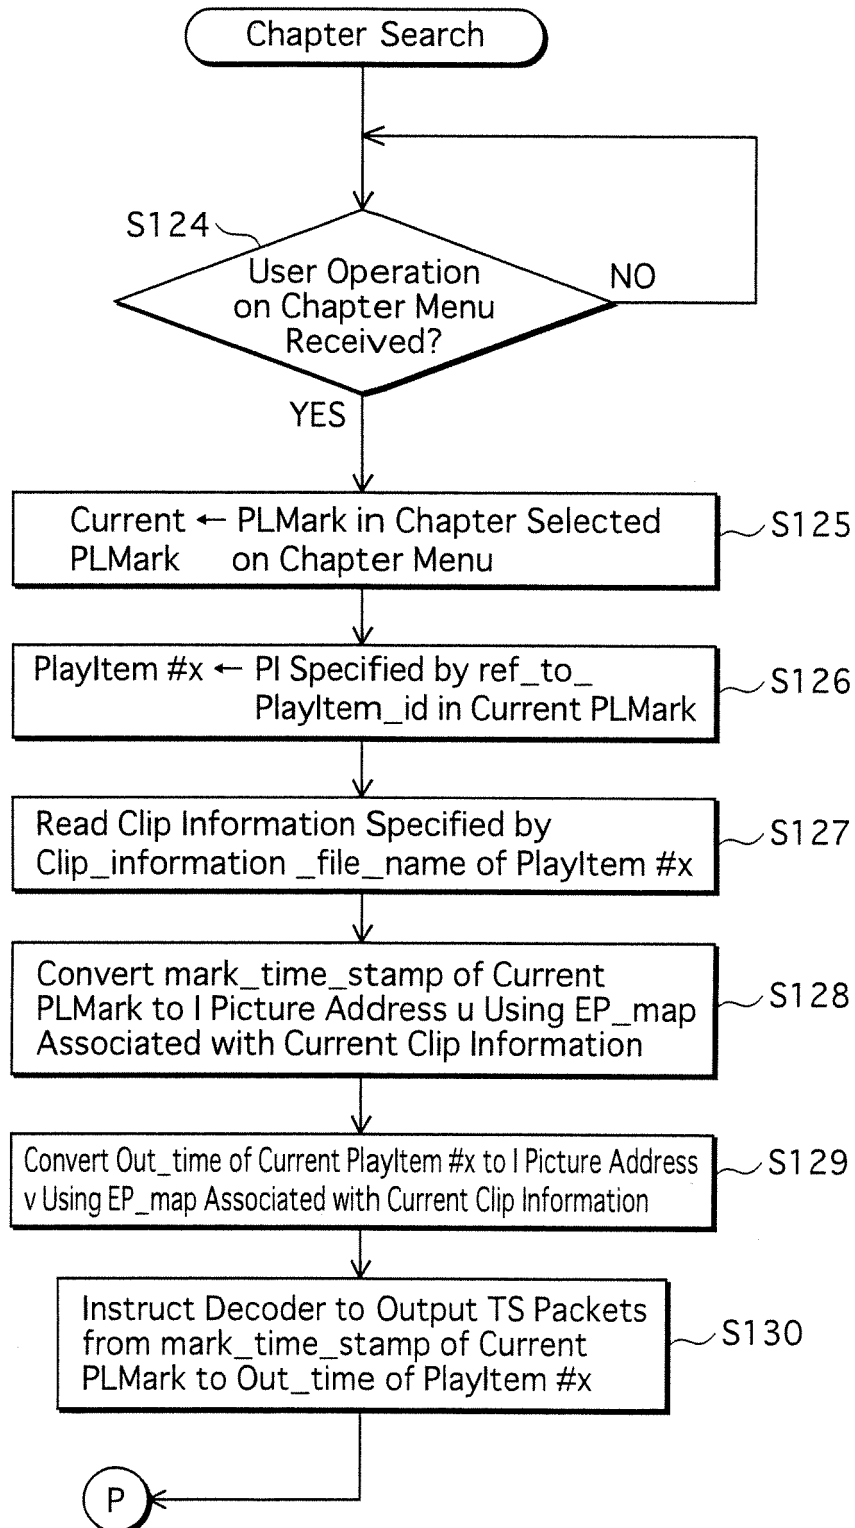 Chapter Search
S124
User Operation
on Chapter Menu
Received?
NO
YES
Current ← PLMark in Chapter Selected
PLMark on Chapter Menu
S125
PlayItem #x ← PI Specified by ref_to_
PlayItem_id in Current PLMark
S126
Read Clip Information Specified by
Clip_information _file_name of PlayItem #x
S127
Convert mark_time_stamp of Current
PLMark to I Picture Address u Using EP_map
Associated with Current Clip Information
S128
Convert Out_time of Current PlayItem #x to I Picture Address
v Using EP_map Associated with Current Clip Information
S129
Instruct Decoder to Output TS Packets
from mark_time_stamp of Current
PLMark to Out_time of PlayItem #x
S130
P